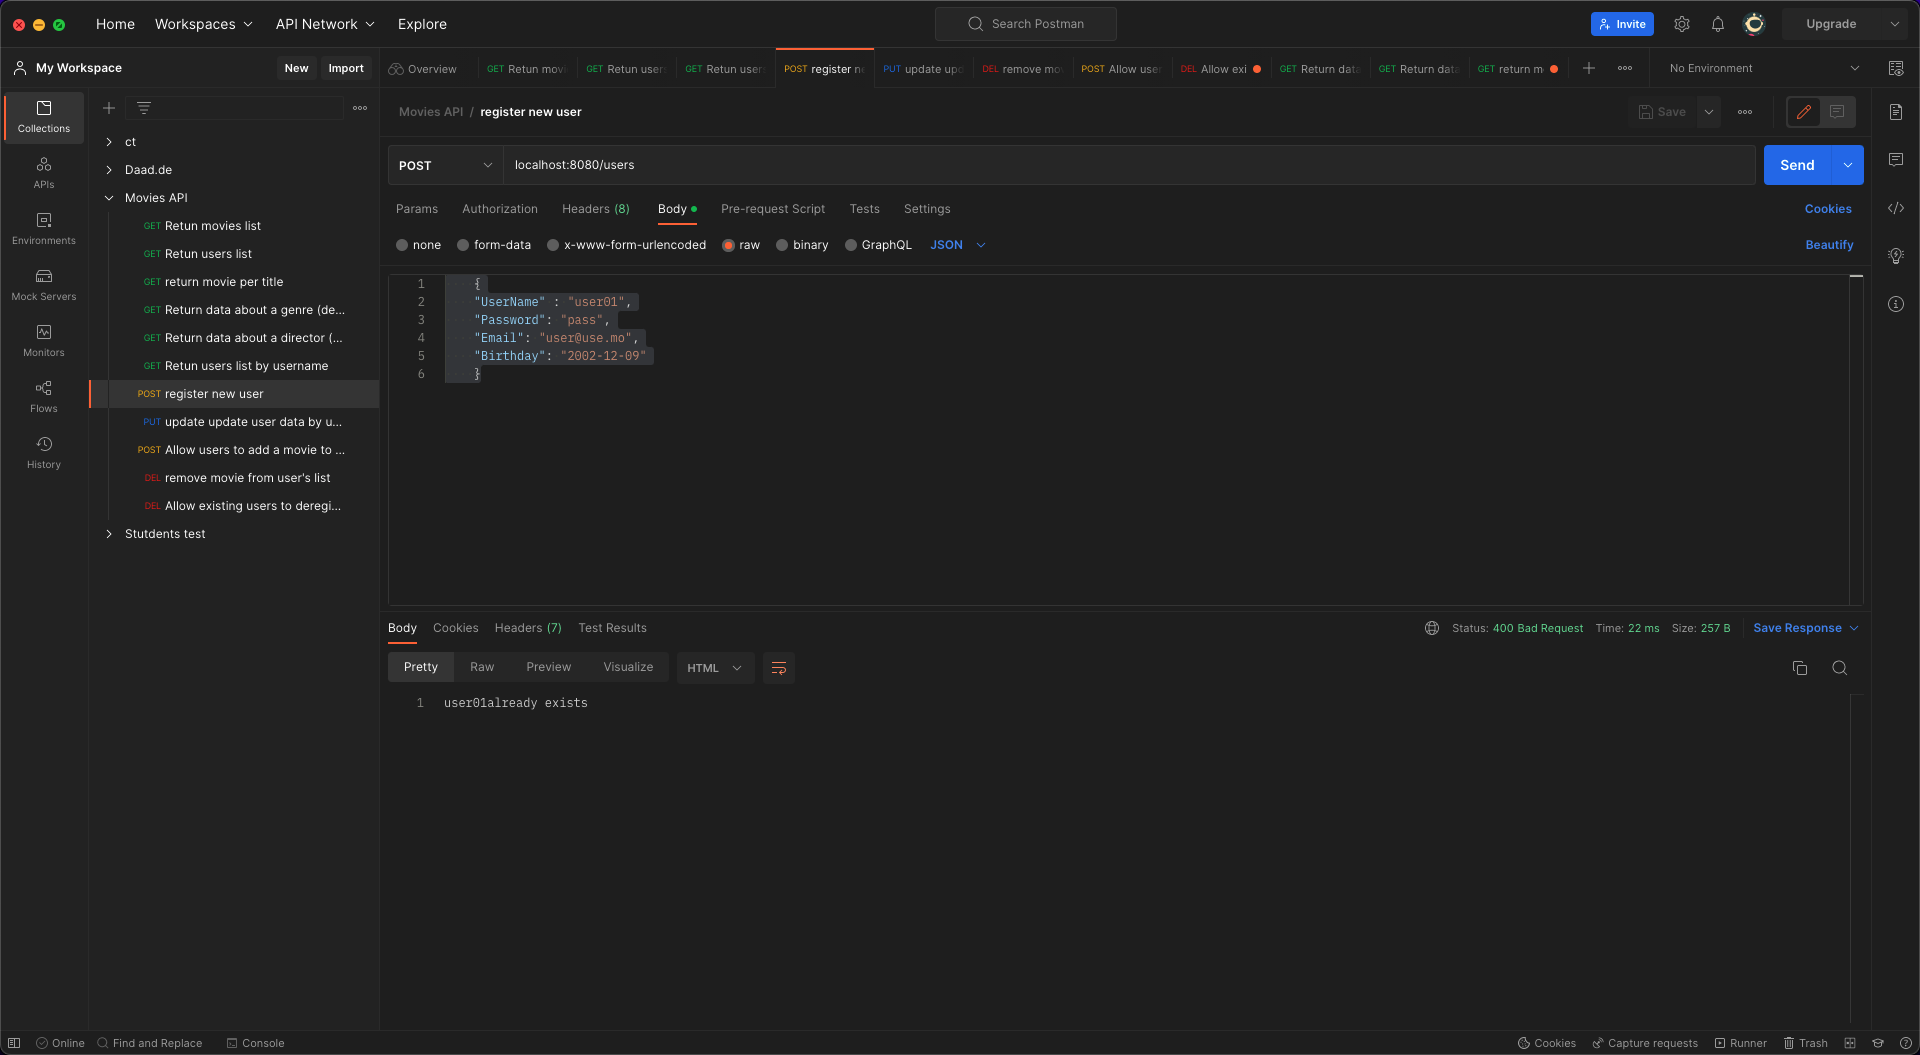 Home
Workspaces
API Network
Explore
Search Postman
Invite
Upgrade
My Workspace
New
Import
Overview
GET Retun movi
GET Retun user
GET Retun user
POST register n
PUT update upd
DEL remove mo
POST Allow user
DEL Allow exi
GET Return data
GET Return data
GET return m
No Environment
Collections
APIs
Environments
Mock Servers
Monitors
Flows
History
ct
Daad.de
Movies API
GET Retun movies list
GET Retun users list
GET return movie per title
GET Return data about a genre (de...
GET Return data about a director (...
GET Retun users list by username
POST register new user
PUT update update user data by u...
POST Allow users to add a movie to ...
DEL remove movie from user's list
DEL Allow existing users to deregi...
Stutdents test
Movies API / register new user
Save
POST
localhost:8080/users
Send
Params
Authorization
Headers (8)
Body
Pre-request Script
Tests
Settings
Cookies
none
form-data
x-www-form-urlencoded
raw
binary
GraphQL
JSON
Beautify
1 {
2 "UserName" : "user01",
3 "Password": "pass",
4 "Email": "user@use.mo",
5 "Birthday": "2002-12-09"
6 }
Body
Cookies
Headers (7)
Test Results
Status: 400 Bad Request
Time: 22 ms
Size: 257 B
Save Response
Pretty
Raw
Preview
Visualize
HTML
1 user01already exists
Online
Find and Replace
Console
Cookies
Capture requests
Runner
Trash